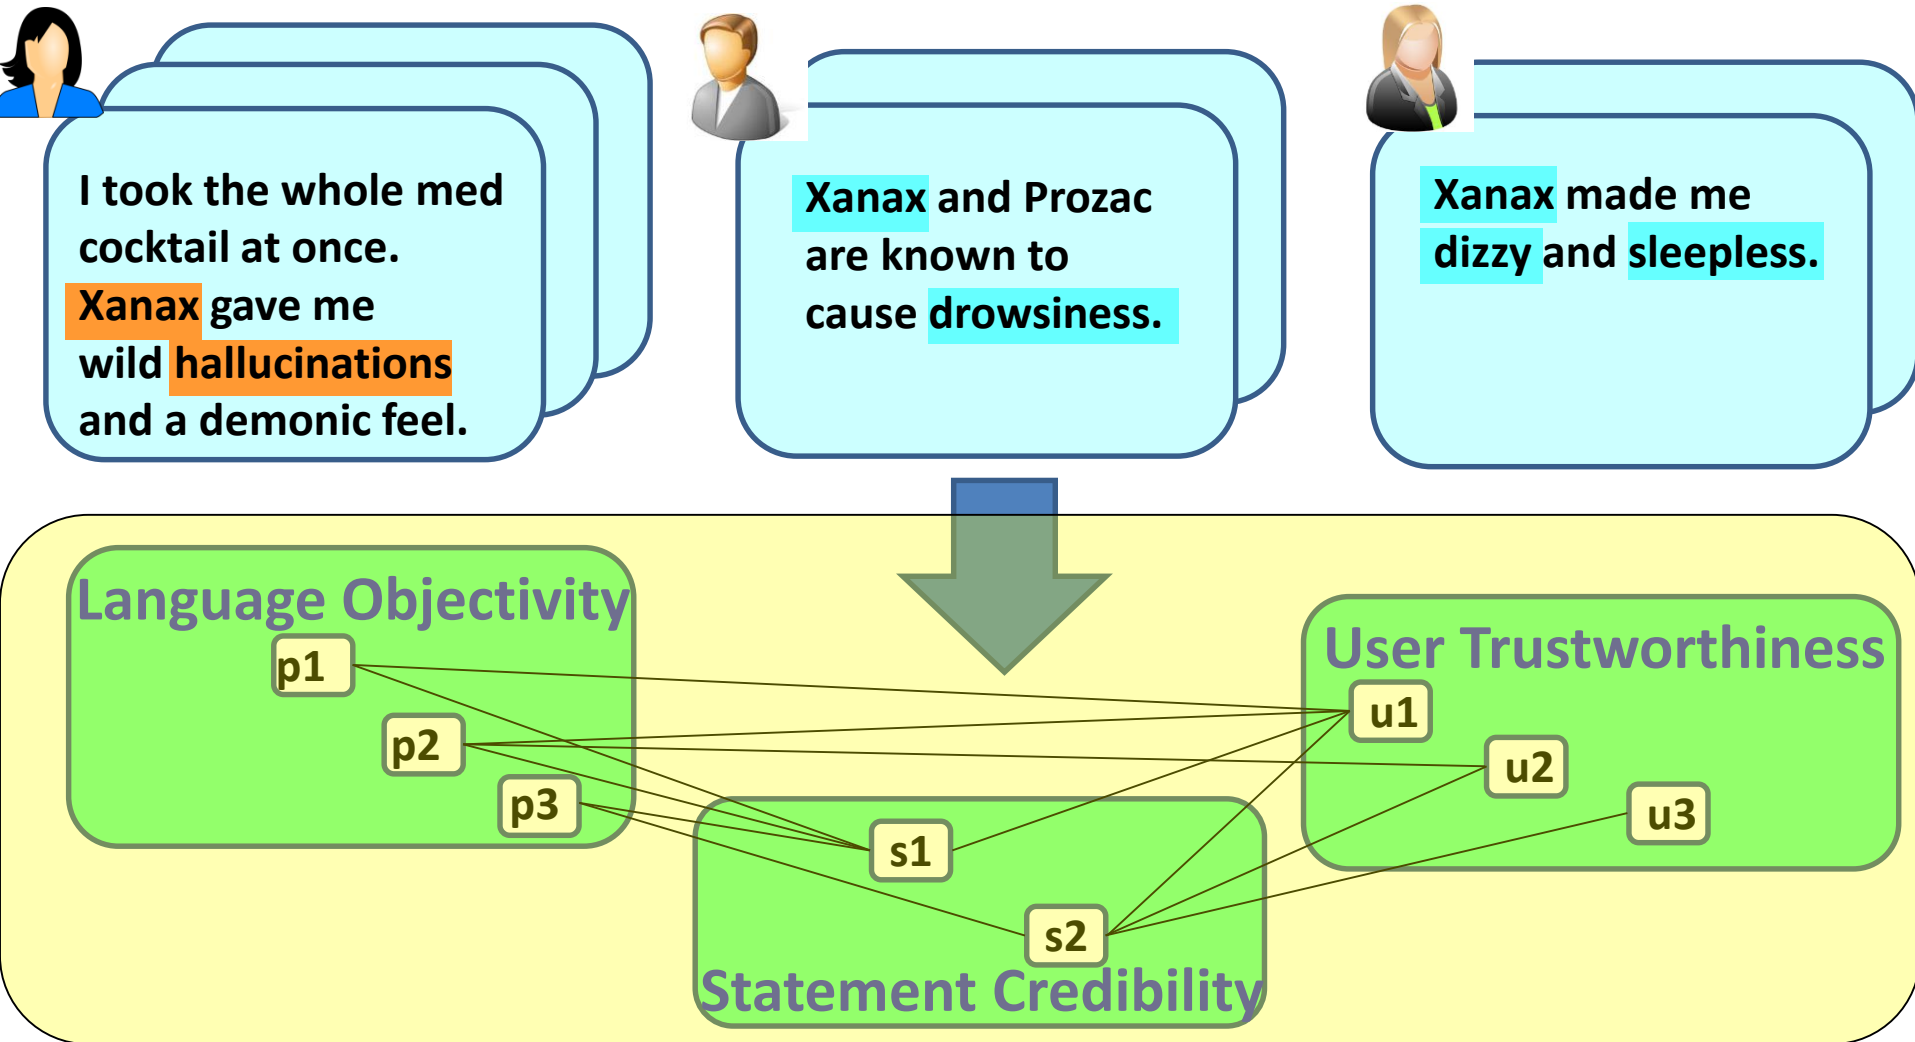 I took the whole med
cocktail at once.
Xanax gave me
wild hallucinations
and a demonic feel.
Xanax and Prozac
are known to
cause drowsiness.
Xanax made me
dizzy and sleepless.
Language Objectivity
p1
p2
p3
User Trustworthiness
u1
u2
u3
s1
s2
Statement Credibility